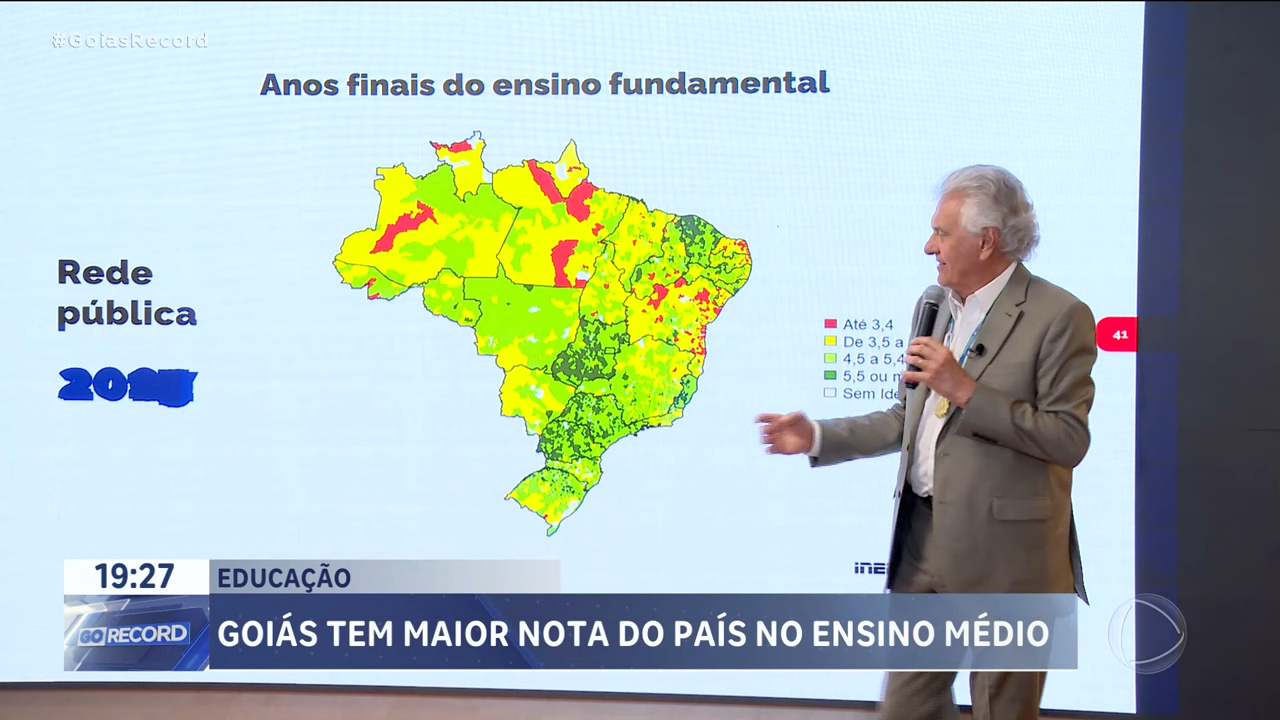 #GoiasRecord
Anos finais do ensino fundamental
Rede
pública
Até 3,4
De 3,5 a
4,5 a 5,4
5,5 ou m
Sem Ide
41
19:27
EDUCAÇÃO
GO RECORD
GOIÁS TEM MAIOR NOTA DO PAÍS NO ENSINO MÉDIO